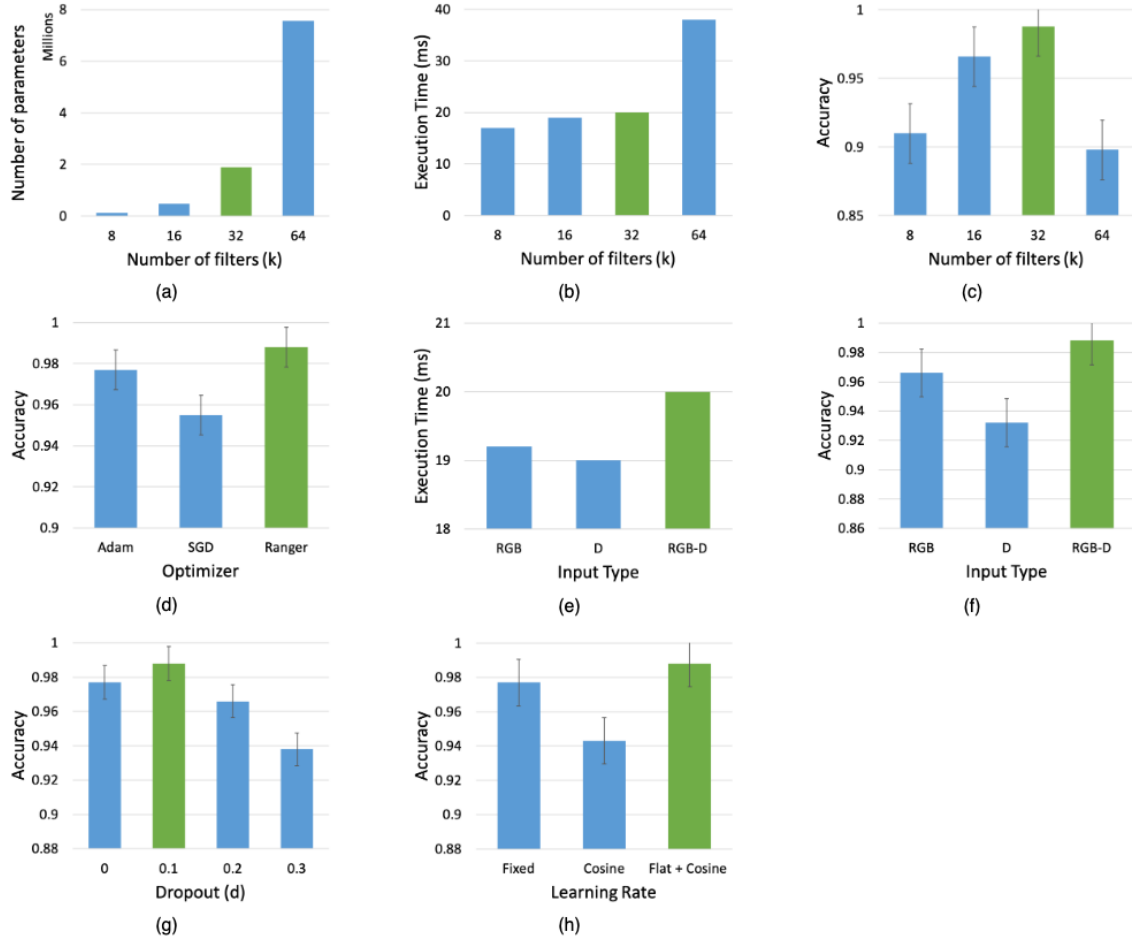 Number of parameters
Millions
8
6
4
2
0
8 16 32 64
Number of filters (k)
(a)
Execution Time (ms)
40
30
20
10
0
8 16 32 64
Number of filters (k)
(b)
Accuracy
1
0.95
0.9
0.85
8 16 32 64
Number of filters (k)
(c)
Accuracy
1
0.98
0.96
0.94
0.92
0.9
Adam SGD Ranger
Optimizer
(d)
Execution Time (ms)
21
20
19
18
RGB D RGB-D
Input Type
(e)
Accuracy
1
0.98
0.96
0.94
0.92
0.9
0.88
0.86
RGB D RGB-D
Input Type
(f)
Accuracy
1
0.98
0.96
0.94
0.92
0.9
0.88
0 0.1 0.2 0.3
Dropout (d)
(g)
Accuracy
1
0.98
0.96
0.94
0.92
0.9
0.88
Fixed Cosine Flat + Cosine
Learning Rate
(h)